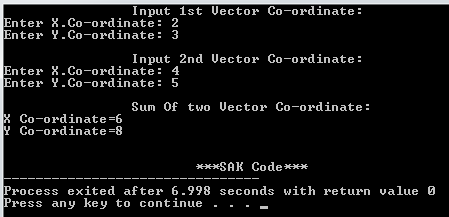 Input 1st Vector Co-ordinate:
Enter X.Co-ordinate: 2
Enter Y.Co-ordinate: 3
Input 2nd Vector Co-ordinate:
Enter X.Co-ordinate: 4
Enter Y.Co-ordinate: 5
Sum Of two Vector Co-ordinate:
X Co-ordinate=6
Y Co-ordinate=8
***SAK Code***
--------------------------------
Process exited after 6.998 seconds with return value 0
Press any key to continue . . . _